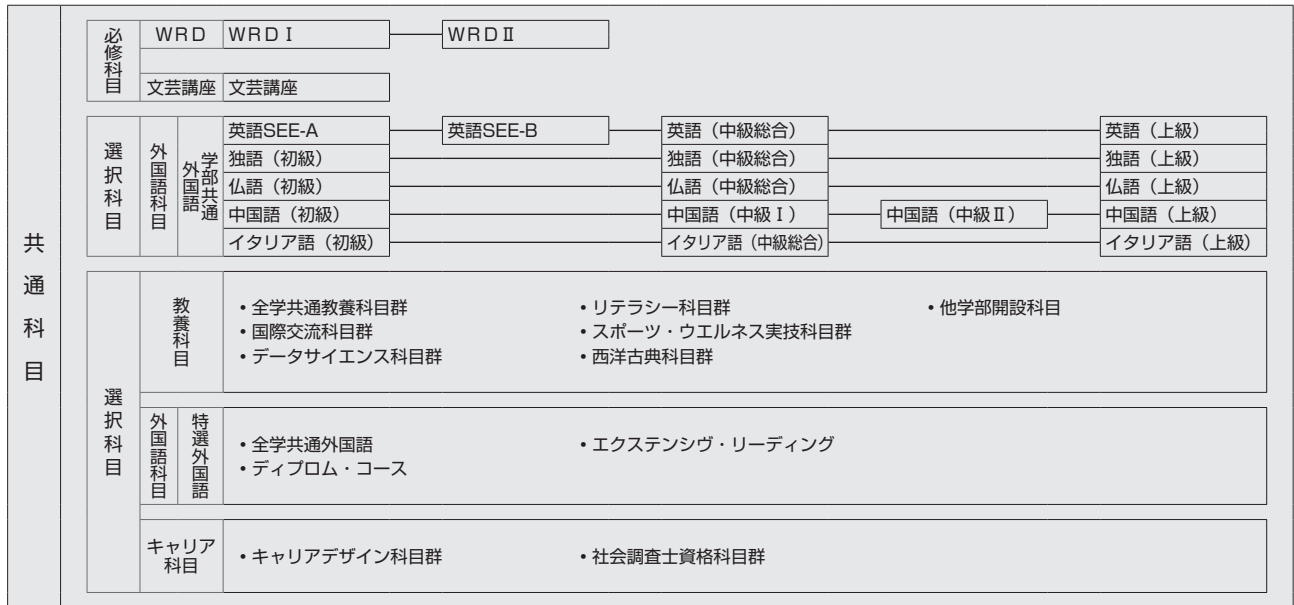 共通科目
必修科目
WRD WRDⅠ WRDⅡ
文芸講座 文芸講座
選択科目
外国語科目
学部共通外国語
英語SEE-A 英語SEE-B 英語（中級総合） 英語（上級）
独語（初級） 独語（中級総合） 独語（上級）
仏語（初級） 仏語（中級総合） 仏語（上級）
中国語（初級） 中国語（中級Ⅰ） 中国語（中級Ⅱ） 中国語（上級）
イタリア語（初級） イタリア語（中級総合） イタリア語（上級）
選択科目
教養科目
•全学共通教養科目群 •リテラシー科目群 •他学部開設科目
•国際交流科目群 •スポーツ・ウエルネス実技科目群
•データサイエンス科目群 •西洋古典科目群
外国語科目
特選外国語
•全学共通外国語 •エクステンシヴ・リーディング
•ディプロム・コース
キャリア
科目
•キャリアデザイン科目群 •社会調査士資格科目群